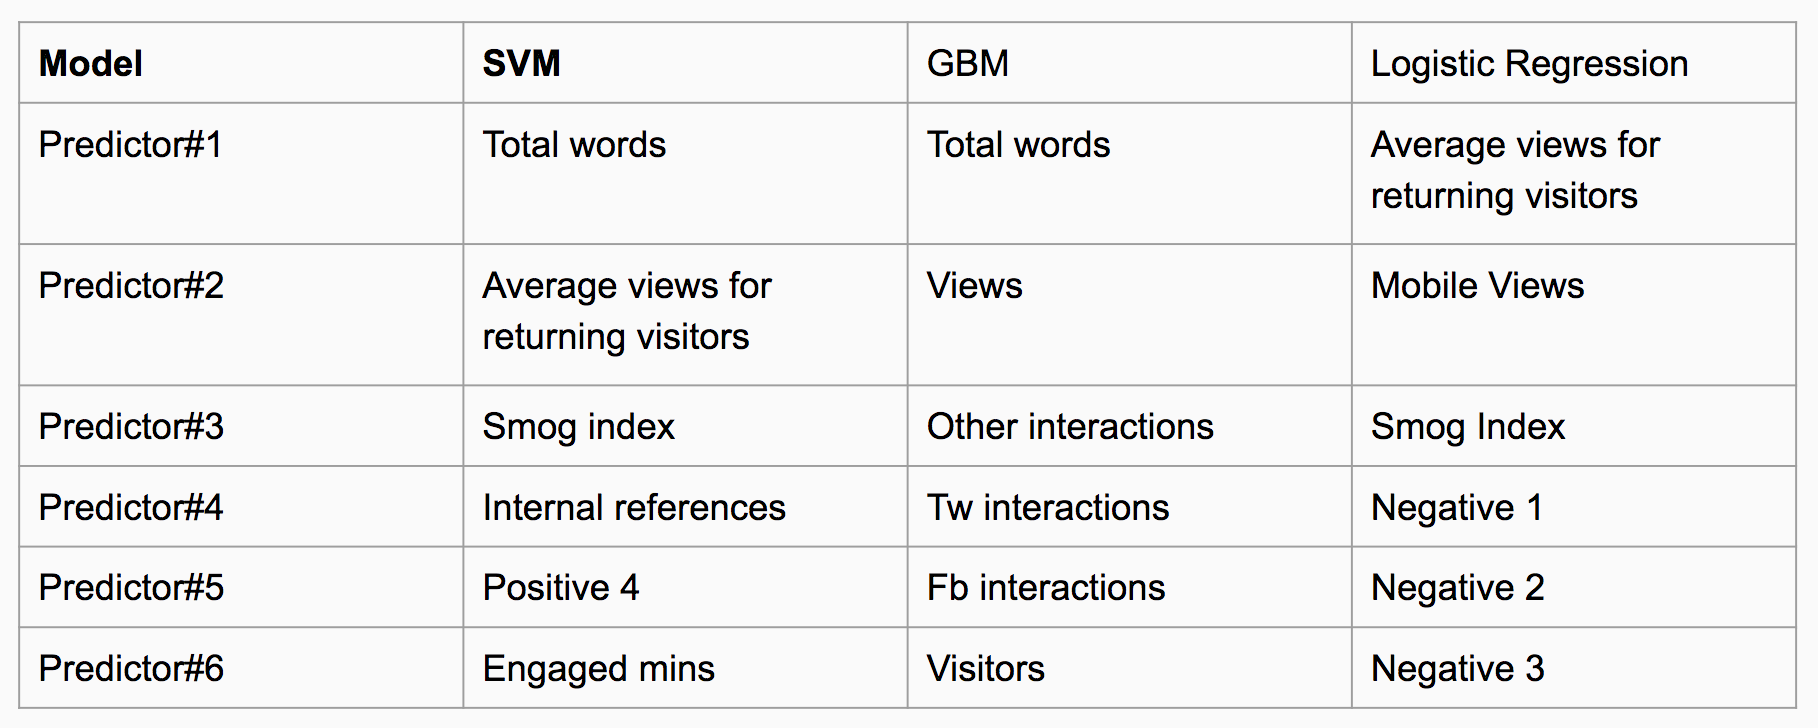 Model SVM GBM Logistic Regression
Predictor#1 Total words Total words Average views for
returning visitors
Predictor#2 Average views for Views Mobile Views
returning visitors
Predictor#3 Smog index Other interactions Smog Index
Predictor#4 Internal references Tw interactions Negative 1
Predictor#5 Positive 4 Fb interactions Negative 2
Predictor#6 Engaged mins Visitors Negative 3